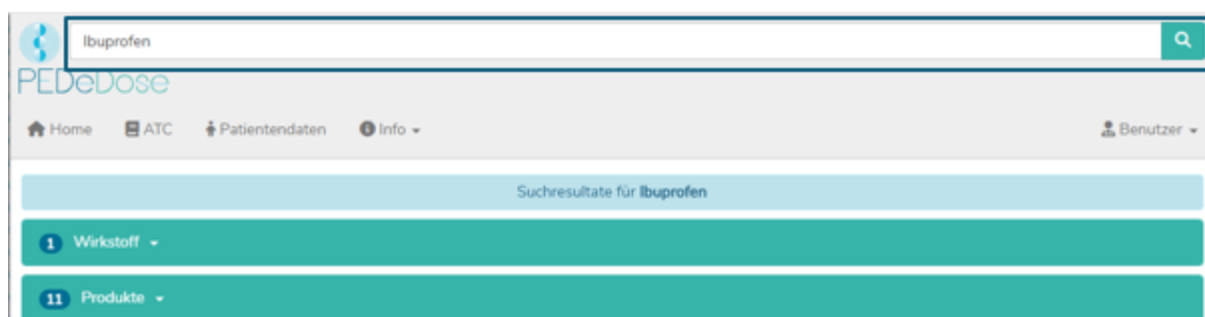 Ibuprofen
PEDeDose
Home ATC Patientendaten Info Benutzer
Suchresultate für Ibuprofen
1 Wirkstoff
11 Produkte